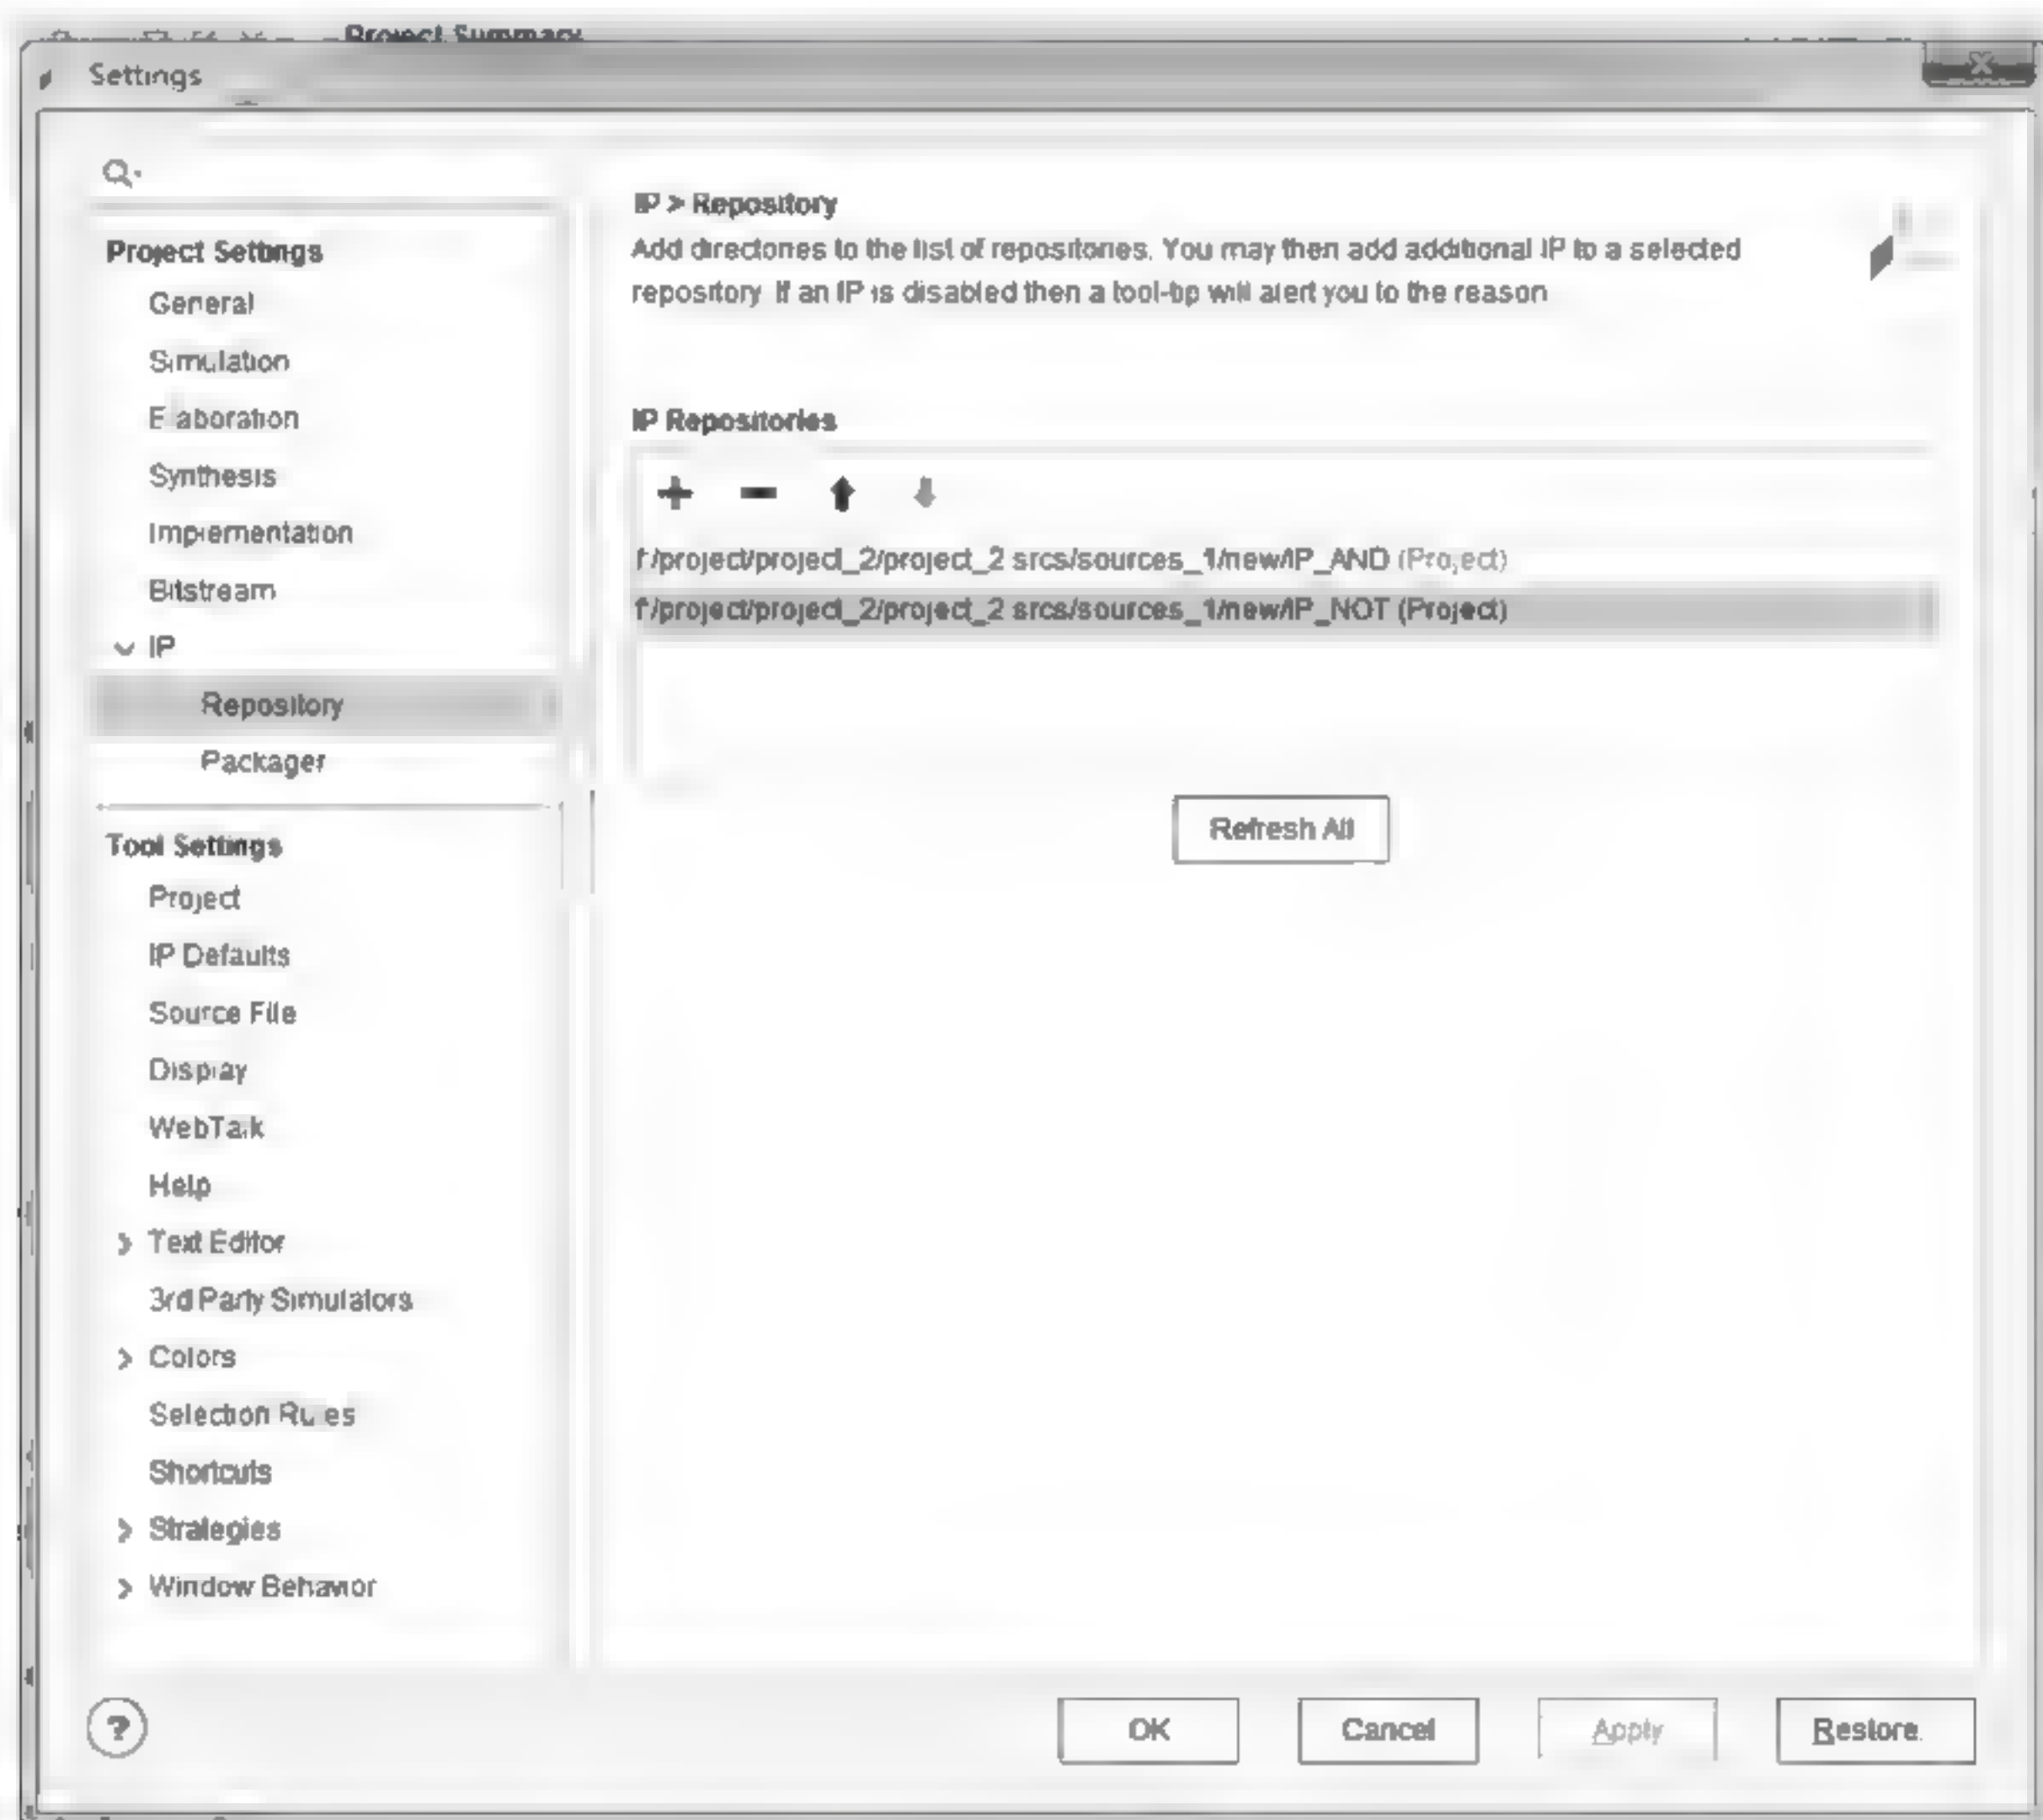 Project Summary
Settings
Project Settings
General
Simulation
Elaboration
Synthesis
Implementation
Bitstream
IP
Repository
Packager
Tool Settings
Project
IP Defaults
Source File
Display
WebTalk
Help
Text Editor
3rd Party Simulators
Colors
Selection Rules
Shortcuts
Strategies
Window Behavior
IP > Repository
Add directories to the list of repositories. You may then add additional IP to a selected
repository. If an IP is disabled then a tool-tip will alert you to the reason
IP Repositories
f:/project/project_2/project_2.srcs/sources_1/new/IP_AND (Project)
f:/project/project_2/project_2.srcs/sources_1/new/IP_NOT (Project)
Refresh All
?
OK
Cancel
Apply
Restore